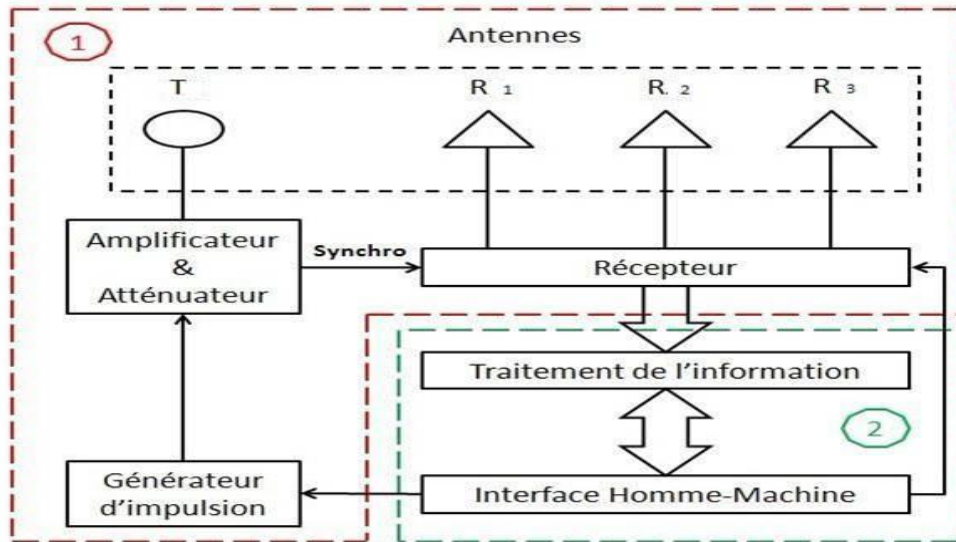 1
Antennes
T
R 1
R. 2
R 3
Amplificateur
&
Atténuateur
Synchro
Récepteur
Traitement de l'information
2
Générateur
d'impulsion
Interface Homme-Machine